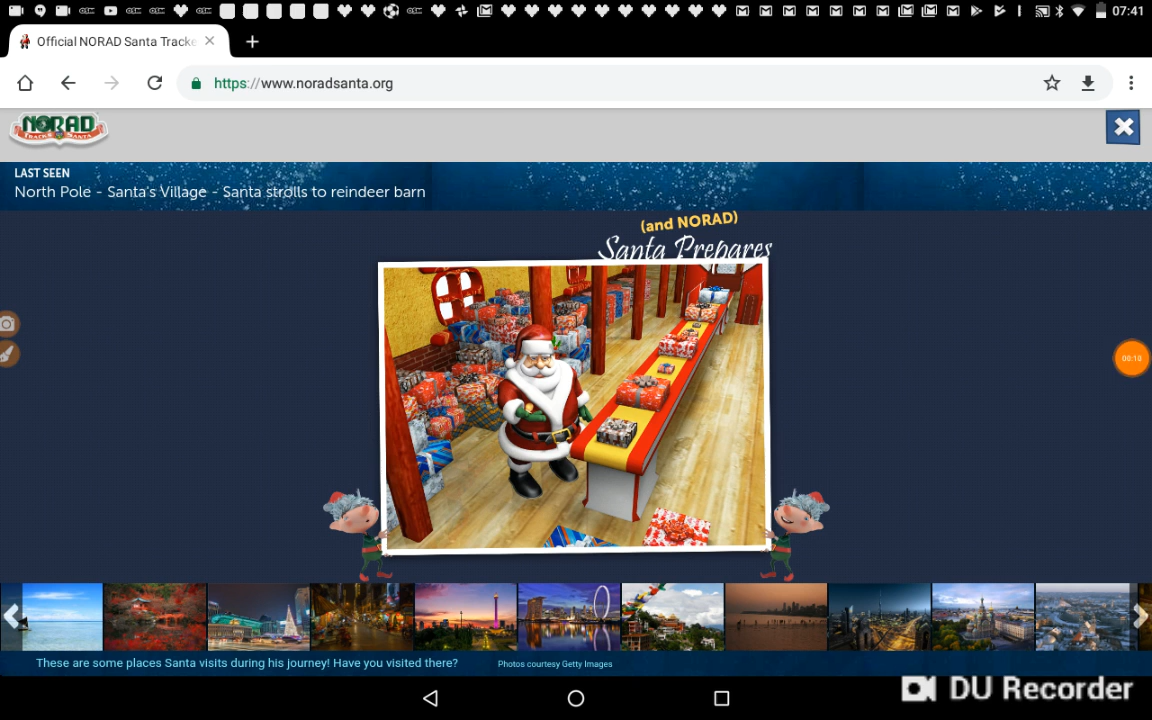 07:41
Official NORAD Santa Tracke
https://www.noradsanta.org
NORAD
TRACKS SANTA
LAST SEEN
North Pole - Santa's Village - Santa strolls to reindeer barn
(and NORAD)
Santa Prepares
00:10
These are some places Santa visits during his journey! Have you visited there?
Photos courtesy Getty Images
DU Recorder